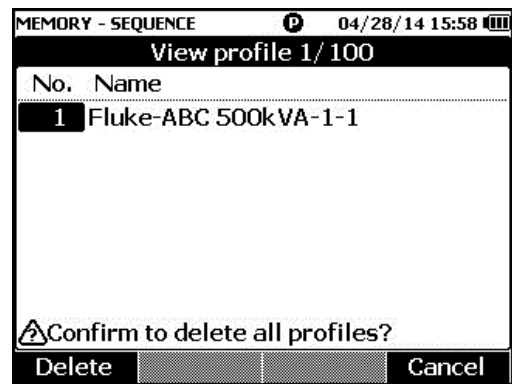 MEMORY - SEQUENCE P 04/28/14 15:58
View profile 1/100
No. Name
1 Fluke-ABC 500kVA-1-1
Confirm to delete all profiles?
Delete Cancel